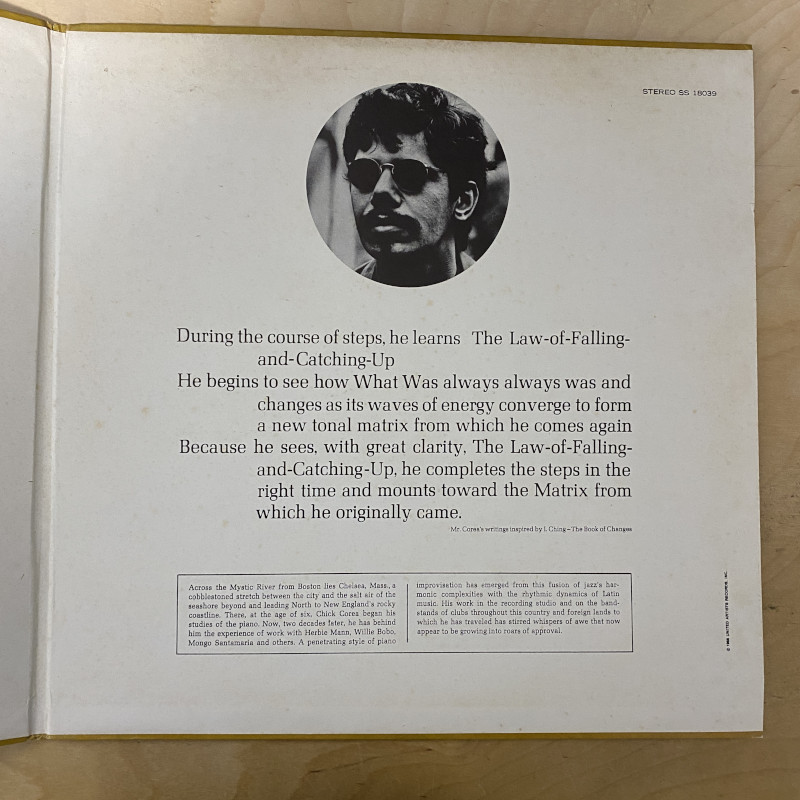 STEREO SS 18039
During the course of steps, he learns The Law-of-Falling-
and-Catching-Up
He begins to see how What Was always always was and
changes as its waves of energy converge to form
a new tonal matrix from which he comes again
Because he sees, with great clarity, The Law-of-Falling-
and-Catching-Up, he completes the steps in the
right time and mounts toward the Matrix from
which he originally came.
Mr. Corea's writings inspired by I. Ching – The Book of Changes
Across the Mystic River from Boston lies Chelsea, Mass., a
cobblestoned stretch between the city and the salt air of the
seashore beyond and leading North to New England's rocky
coastline. There, at the age of six, Chick Corea began his
studies of the piano. Now, two decades later, he has behind
him the experience of work with Herbie Mann, Willie Bobo,
Mongo Santamaria and others. A penetrating style of piano
improvisation has emerged from this fusion of jazz's har-
monic complexities with the rhythmic dynamics of Latin
music. His work in the recording studio and on the band-
stands of clubs throughout this country and foreign lands to
which he has traveled has stirred whispers of awe that now
appear to be growing into roars of approval.
© 1968 UNITED ARTISTS RECORDS INC.